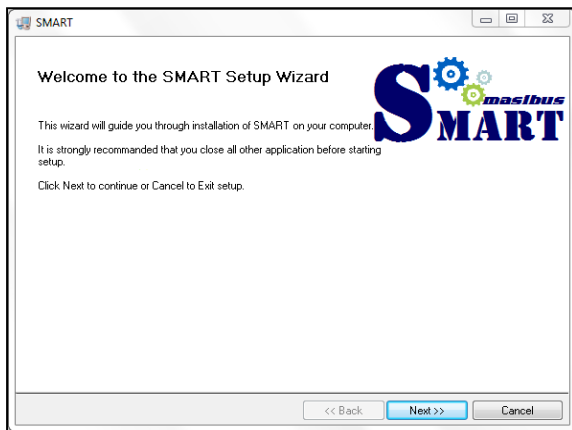 SMART
Welcome to the SMART Setup Wizard
masibus
SMART
This wizard will guide you through installation of SMART on your computer.
It is strongly recommanded that you close all other application before starting
setup.
Click Next to continue or Cancel to Exit setup.
<< Back
Next >>
Cancel